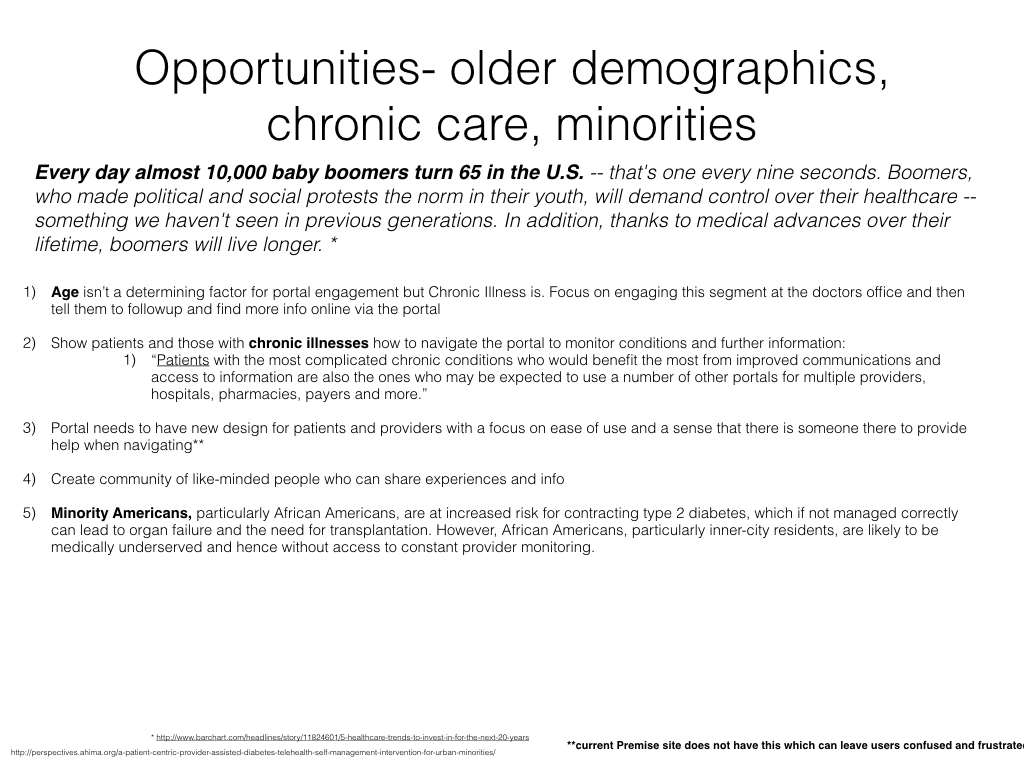 Opportunities- older demographics,
chronic care, minorities
Every day almost 10,000 baby boomers turn 65 in the U.S. -- that's one every nine seconds. Boomers,
who made political and social protests the norm in their youth, will demand control over their healthcare --
something we haven't seen in previous generations. In addition, thanks to medical advances over their
lifetime, boomers will live longer. *
1) Age isn’t a determining factor for portal engagement but Chronic Illness is. Focus on engaging this segment at the doctors office and then
tell them to followup and find more info online via the portal
2) Show patients and those with chronic illnesses how to navigate the portal to monitor conditions and further information:
1) “Patients with the most complicated chronic conditions who would benefit the most from improved communications and
access to information are also the ones who may be expected to use a number of other portals for multiple providers,
hospitals, pharmacies, payers and more.”
3) Portal needs to have new design for patients and providers with a focus on ease of use and a sense that there is someone there to provide
help when navigating**
4) Create community of like-minded people who can share experiences and info
5) Minority Americans, particularly African Americans, are at increased risk for contracting type 2 diabetes, which if not managed correctly
can lead to organ failure and the need for transplantation. However, African Americans, particularly inner-city residents, are likely to be
medically underserved and hence without access to constant provider monitoring.
* http://www.barchart.com/headlines/story/11824601/5-healthcare-trends-to-invest-in-for-the-next-20-years
http://perspectives.ahima.org/a-patient-centric-provider-assisted-diabetes-telehealth-self-management-intervention-for-urban-minorities/
**current Premise site does not have this which can leave users confused and frustrated